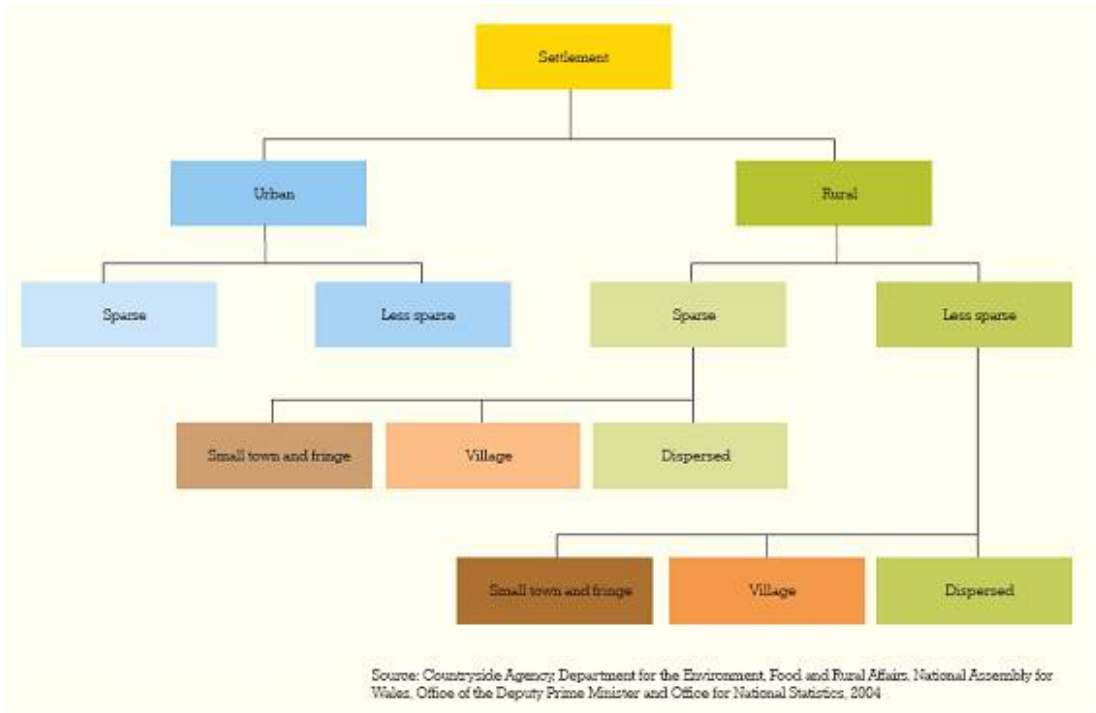 Settlement
Urban
Rural
Sparse
Less sparse
Sparse
Less sparse
Small town and fringe
Village
Dispersed
Small town and fringe
Village
Dispersed
Source: Countryside Agency, Department for the Environment, Food and Rural Affairs, National Assembly for
Wales, Office of the Deputy Prime Minister and Office for National Statistics, 2004